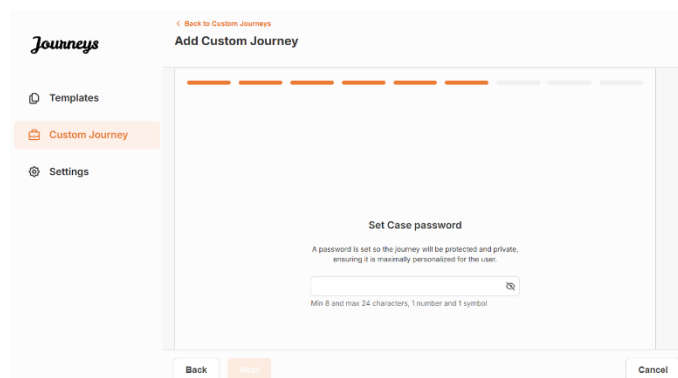 Journeys
Templates
Custom Journey
Settings
< Back to Custom Journeys
Add Custom Journey
Set Case password
A password is set so the journey will be protected and private,
ensuring it is maximally personalized for the user.
Min 8 and max 24 characters, 1 number and 1 symbol
Back
Next
Cancel